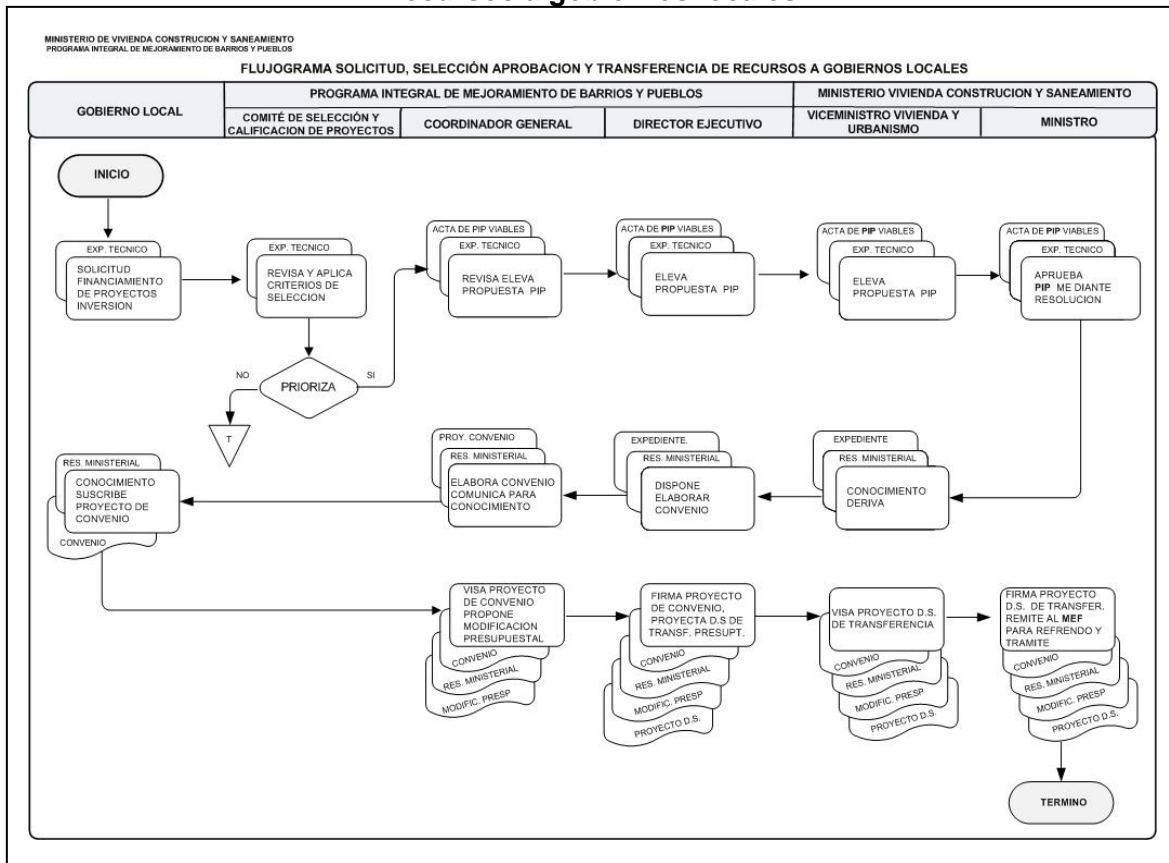 MINISTERIO DE VIVIENDA CONSTRUCION Y SANEAMIENTO
PROGRAMA INTEGRAL DE MEJORAMIENTO DE BARRIOS Y PUEBLOS
FLUJOGRAMA SOLICITUD, SELECCIÓN APROBACION Y TRANSFERENCIA DE RECURSOS A GOBIERNOS LOCALES
GOBIERNO LOCAL
PROGRAMA INTEGRAL DE MEJORAMIENTO DE BARRIOS Y PUEBLOS
MINISTERIO VIVIENDA CONSTRUCION Y SANEAMIENTO
COMITÉ DE SELECCIÓN Y
CALIFICACION DE PROYECTOS
COORDINADOR GENERAL
DIRECTOR EJECUTIVO
VICEMINISTRO VIVIENDA Y
URBANISMO
MINISTRO
INICIO
EXP. TECNICO
SOLICITUD
FINANCIAMIENTO
DE PROYECTOS
INVERSION
EXP. TECNICO
REVISA Y APLICA
CRITERIOS DE
SELECCION
ACTA DE PIP VIABLES
EXP. TECNICO
REVISA ELEVA
PROPUESTA PIP
ACTA DE PIP VIABLES
EXP. TECNICO
ELEVA
PROPUESTA PIP
ACTA DE PIP VIABLES
EXP. TECNICO
ELEVA
PROPUESTA PIP
ACTA DE PIP VIABLES
EXP. TECNICO
APRUEBA
PIP ME DIANTE
RESOLUCION
NO
PRIORIZA
SI
T
RES. MINISTERIAL
CONOCIMIENTO
SUSCRIBE
PROYECTO DE
CONVENIO
CONVENIO
PROY. CONVENIO
RES. MINISTERIAL
ELABORA CONVENIO
COMUNICA PARA
CONOCIMIENTO
EXPEDIENTE.
RES. MINISTERIAL
DISPONE
ELABORAR
CONVENIO
EXPEDIENTE
RES. MINISTERIAL
CONOCIMIENTO
DERIVA
VISA PROYECTO
DE CONVENIO
PROPONE
MODIFICACION
PRESUPUESTAL
CONVENIO
RES. MINISTERIAL
MODIFIC. PRESP
FIRMA PROYECTO
DE CONVENIO,
PROYECTA D.S DE
TRANSF. PRESUPT.
CONVENIO
RES. MINISTERIAL
MODIFIC. PRESP
PROYECTO D.S.
VISA PROYECTO D.S.
DE TRANSFERENCIA
CONVENIO
RES. MINISTERIAL
MODIFIC. PRESP
PROYECTO D.S.
FIRMA PROYECTO
D.S. DE TRANSFER.
REMITE AL MEF
PARA REFRENDO Y
TRAMITE
CONVENIO
RES. MINISTERIAL
MODIFIC. PRESP
PROYECTO D.S.
TERMINO